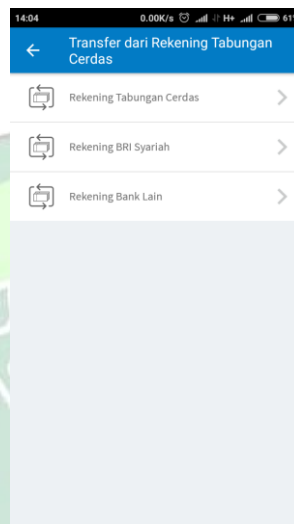 14:04 0.00K/s H+ 61
Transfer dari Rekening Tabungan
Cerdas
Rekening Tabungan Cerdas
Rekening BRI Syariah
Rekening Bank Lain